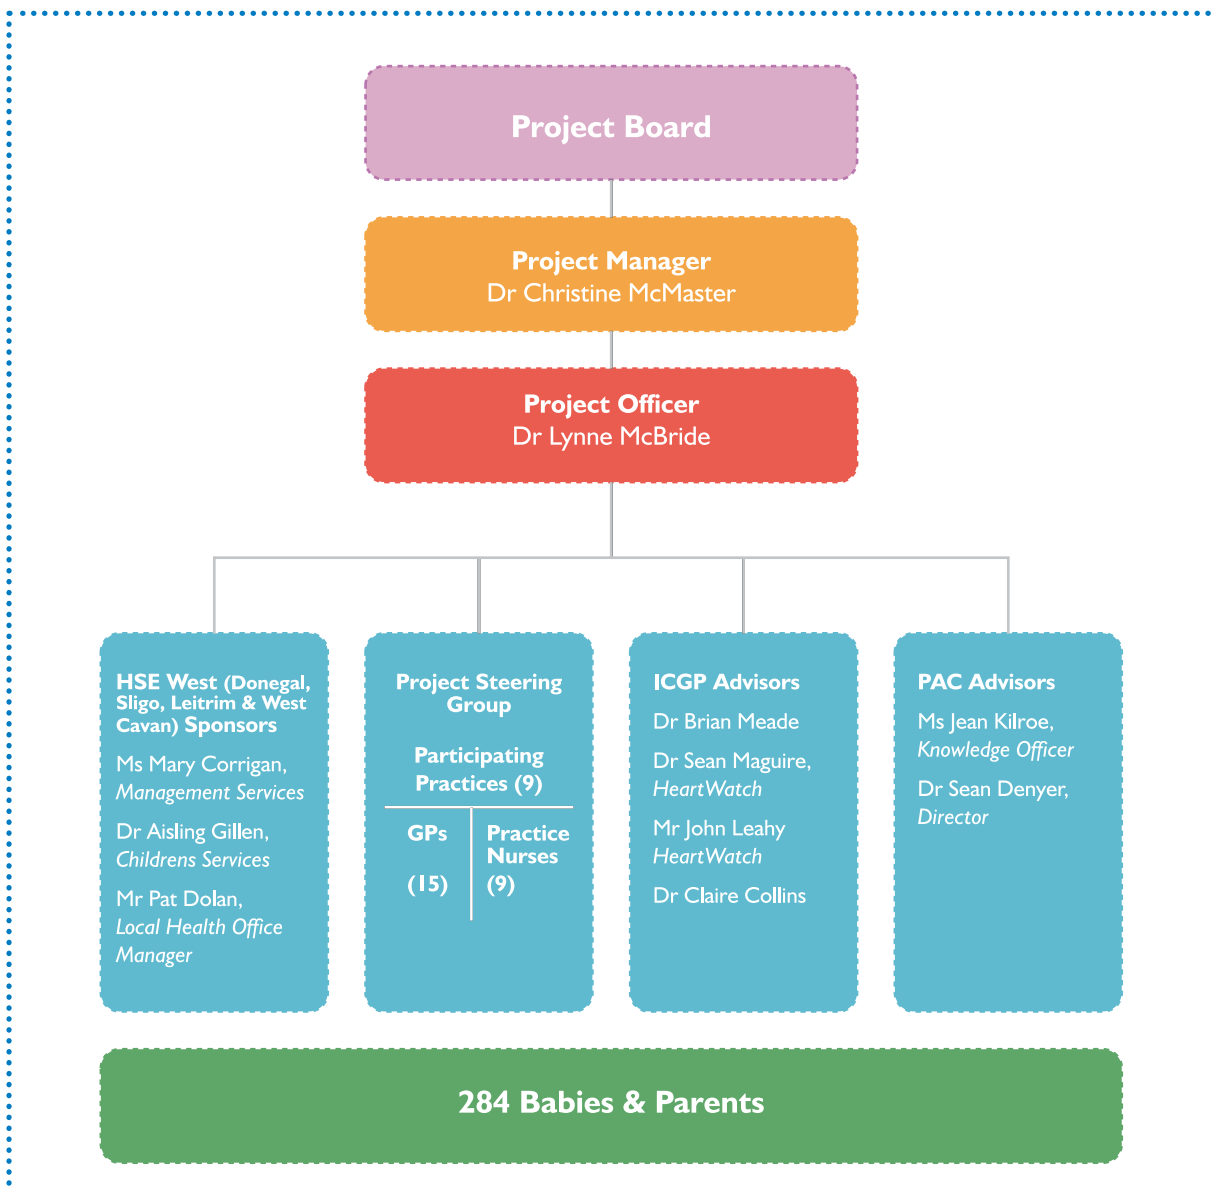 Project Board
Project Manager
Dr Christine McMaster
Project Officer
Dr Lynne McBride
HSE West (Donegal,
Sligo, Leitrim & West
Cavan) Sponsors
Ms Mary Corrigan,
Management Services
Dr Aisling Gillen,
Childrens Services
Mr Pat Dolan,
Local Health Office
Manager
Project Steering
Group
Participating
Practices (9)
GPs
(15)
Practice
Nurses
(9)
ICGP Advisors
Dr Brian Meade
Dr Sean Maguire,
HeartWatch
Mr John Leahy
HeartWatch
Dr Claire Collins
PAC Advisors
Ms Jean Kilroe,
Knowledge Officer
Dr Sean Denyer,
Director
284 Babies & Parents